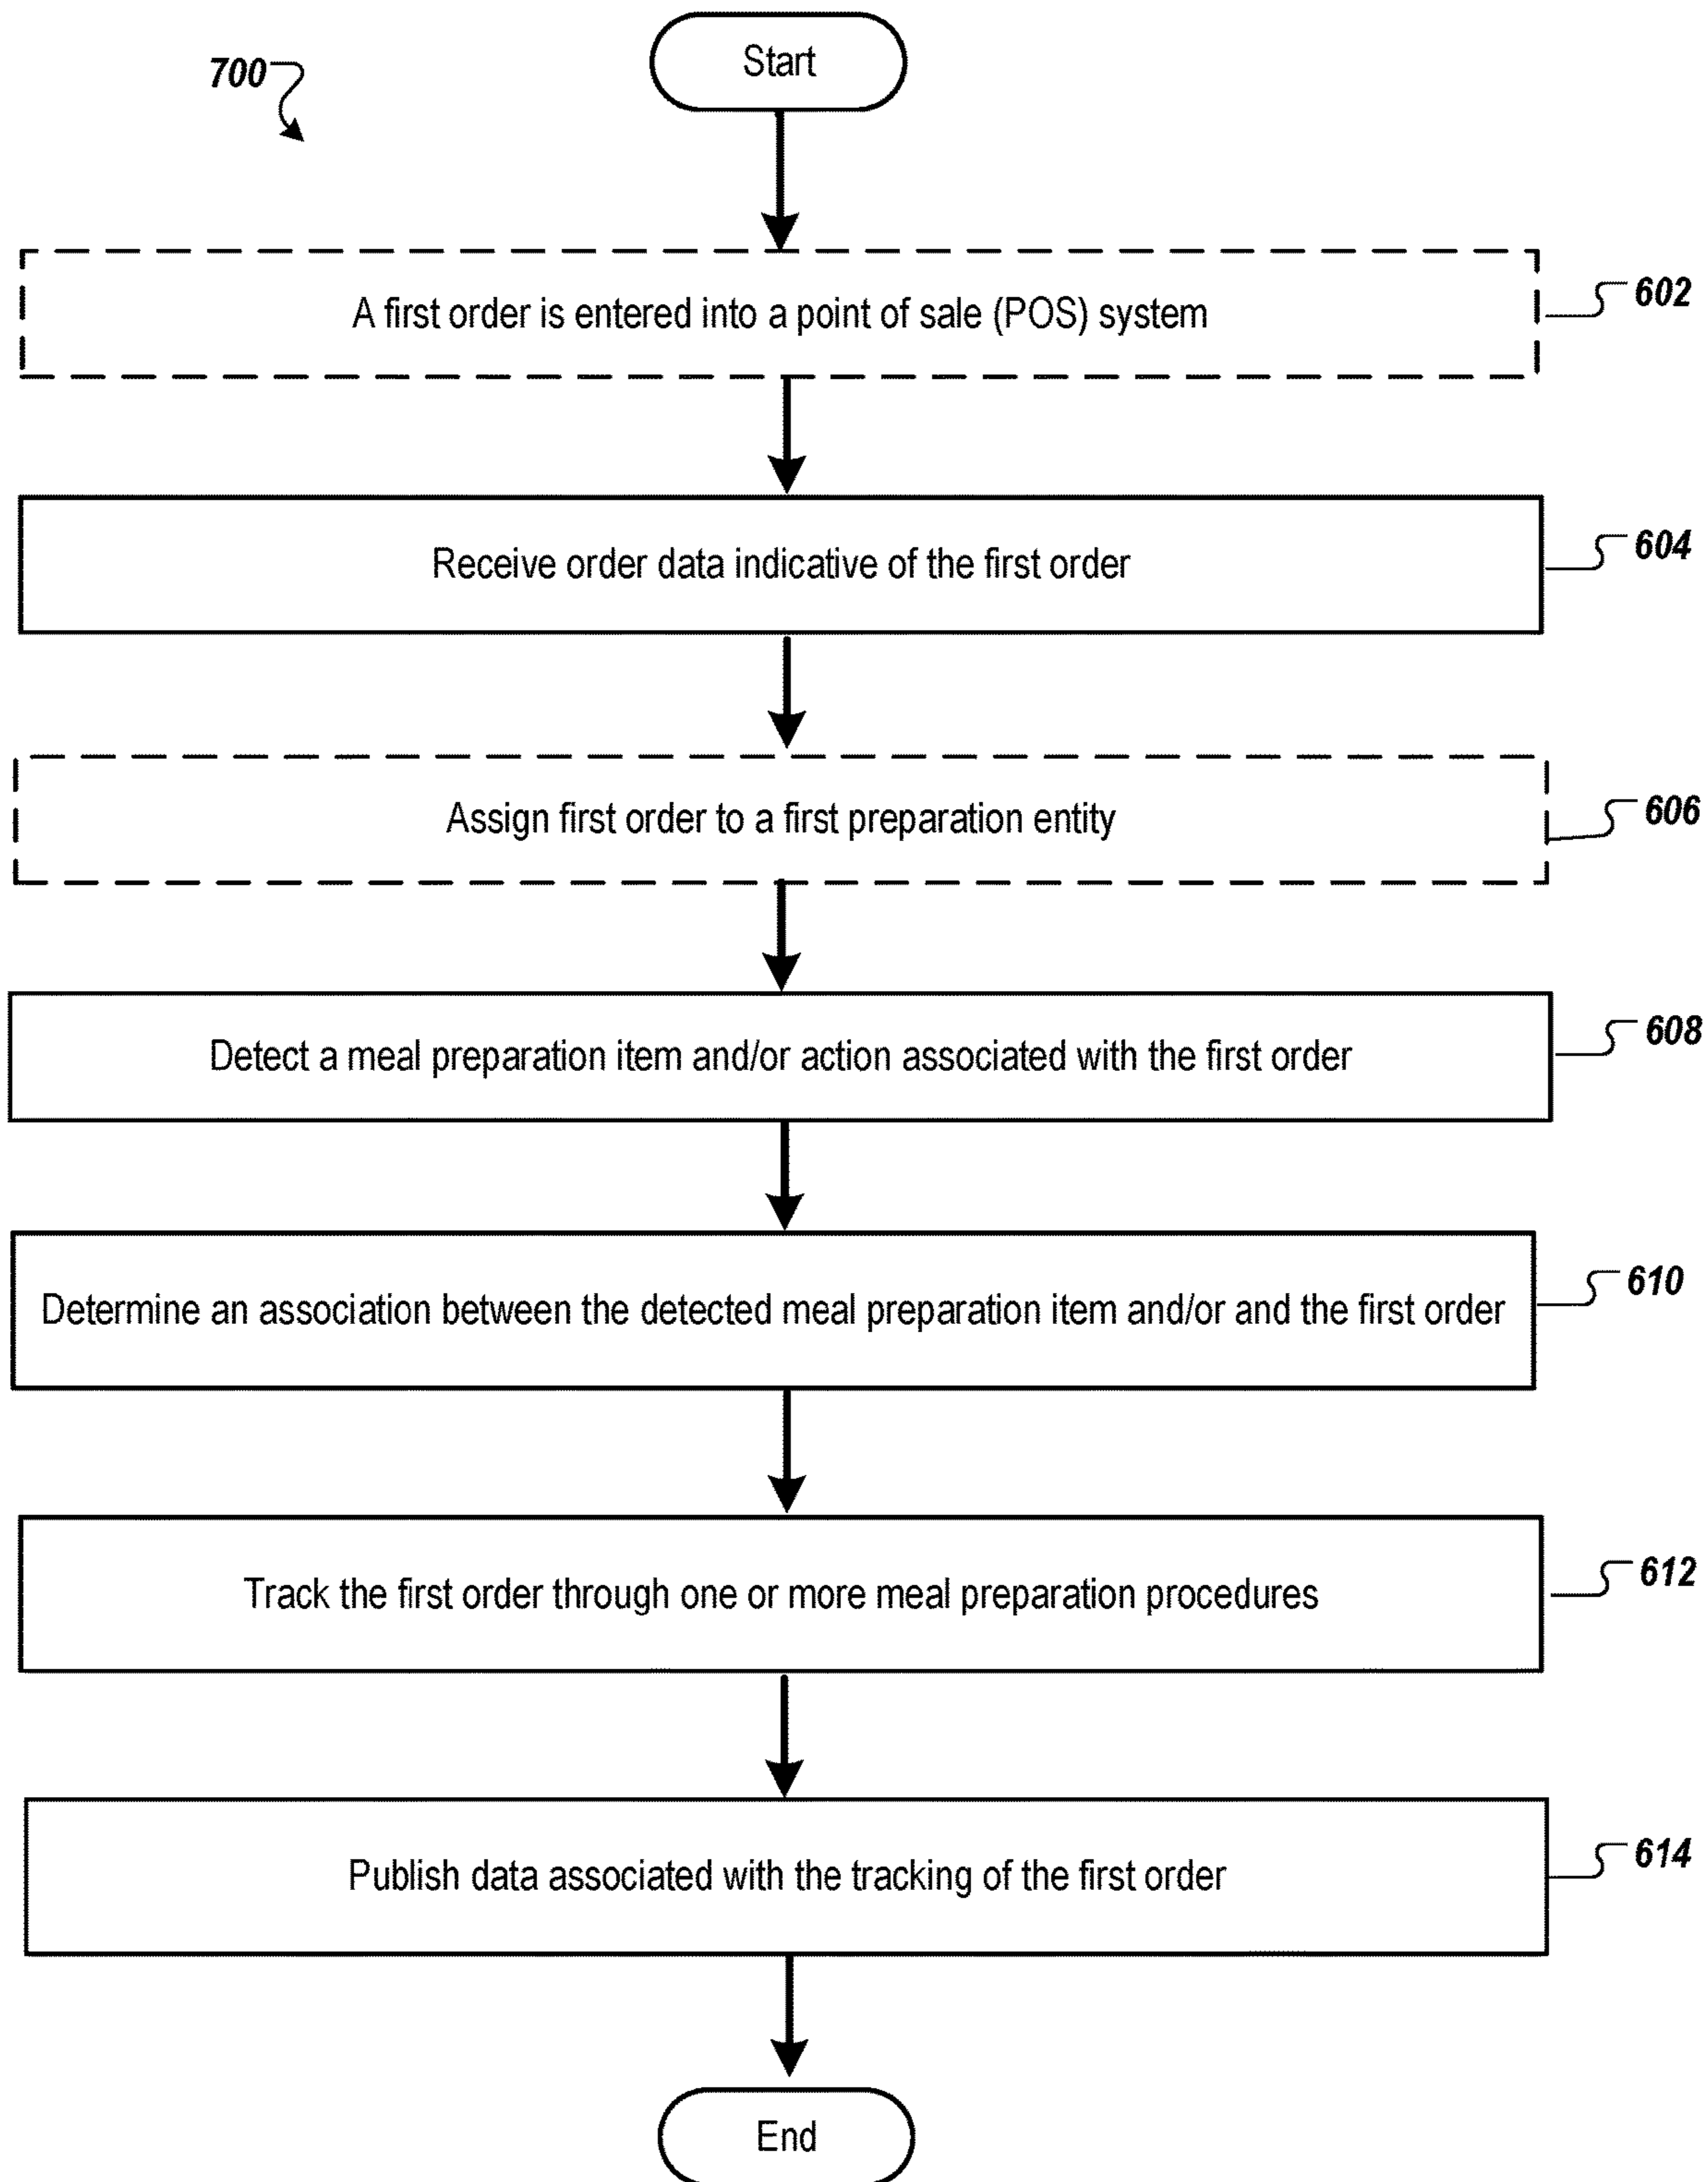 Start
700
A first order is entered into a point of sale (POS) system
602
Receive order data indicative of the first order
604
Assign first order to a first preparation entity
606
Detect a meal preparation item and/or action associated with the first order
608
Determine an association between the detected meal preparation item and/or and the first order
610
Track the first order through one or more meal preparation procedures
612
Publish data associated with the tracking of the first order
614
End